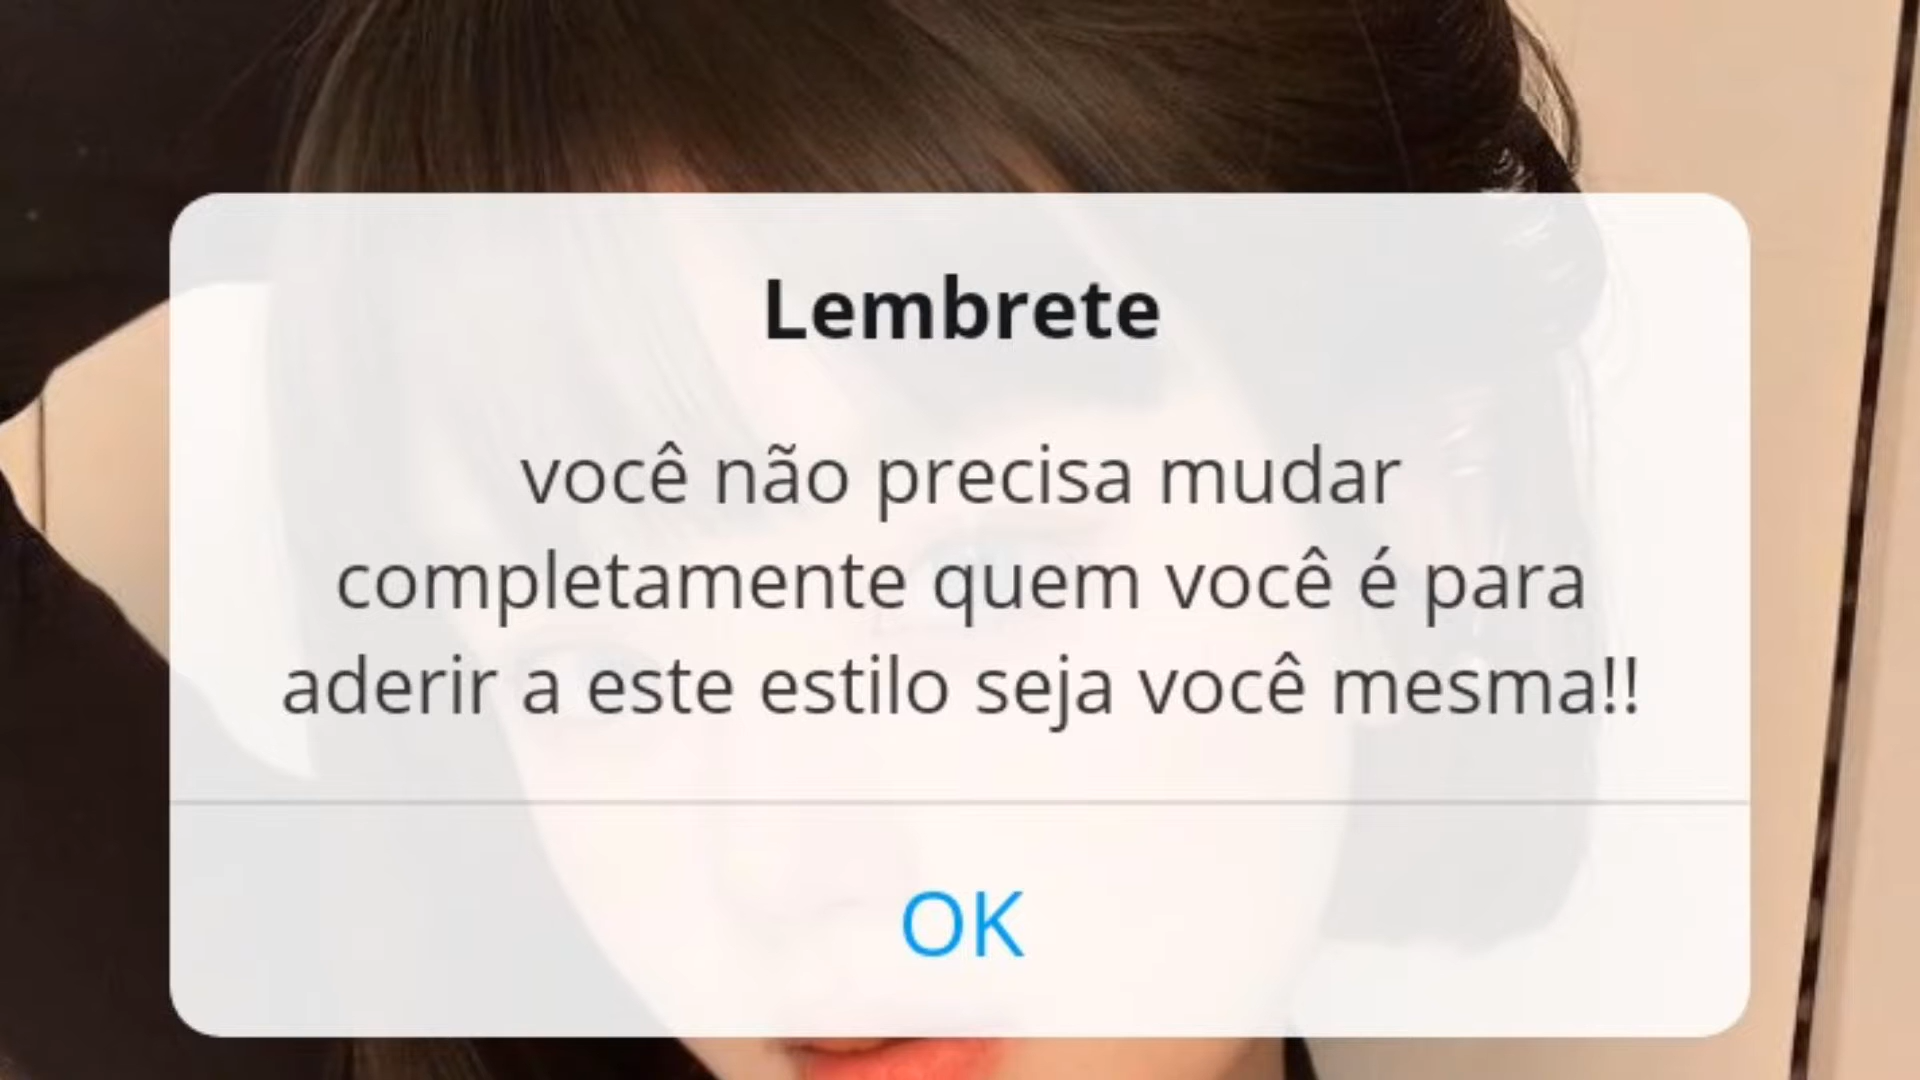 Lembrete
você não precisa mudar
completamente quem você é para
aderir a este estilo seja você mesma!!
OK